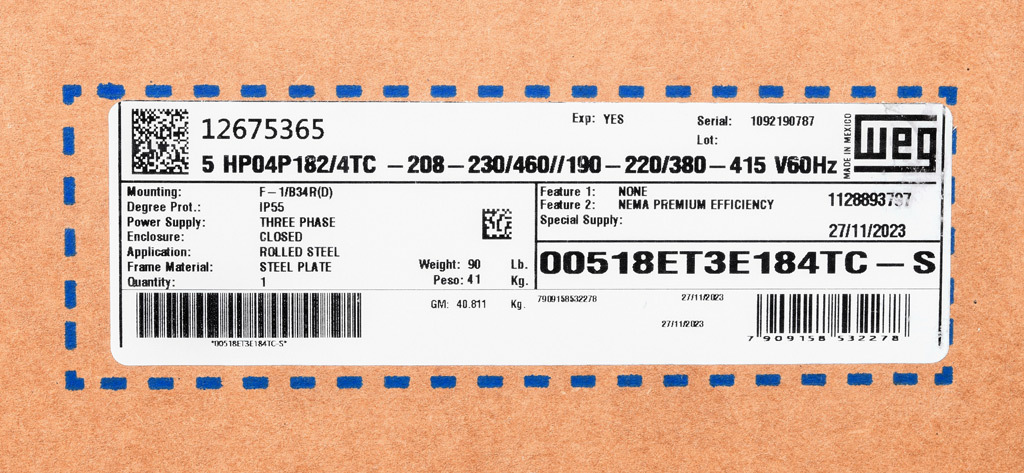 12675365
Exp: YES
Serial: 1092190787
Lot:
MADE IN MEXICO
weg
5 HP04P182/4TC -208-230/460//190-220/380-415 V60Hz
Mounting: F-1/B34R(D)
Degree Prot.: IP55
Power Supply: THREE PHASE
Enclosure: CLOSED
Application: ROLLED STEEL
Frame Material: STEEL PLATE
Quantity: 1
Weight: 90 Lb.
Peso: 41 Kg.
Feature 1: NONE
Feature 2: NEMA PREMIUM EFFICIENCY
Special Supply:
27/11/2023
00518ET3E184TC-S
*00518ET3E184TC-S*
GM: 40.811 Kg.
7909158532278
27/11/2023
27/11/2023
7 909158 532278